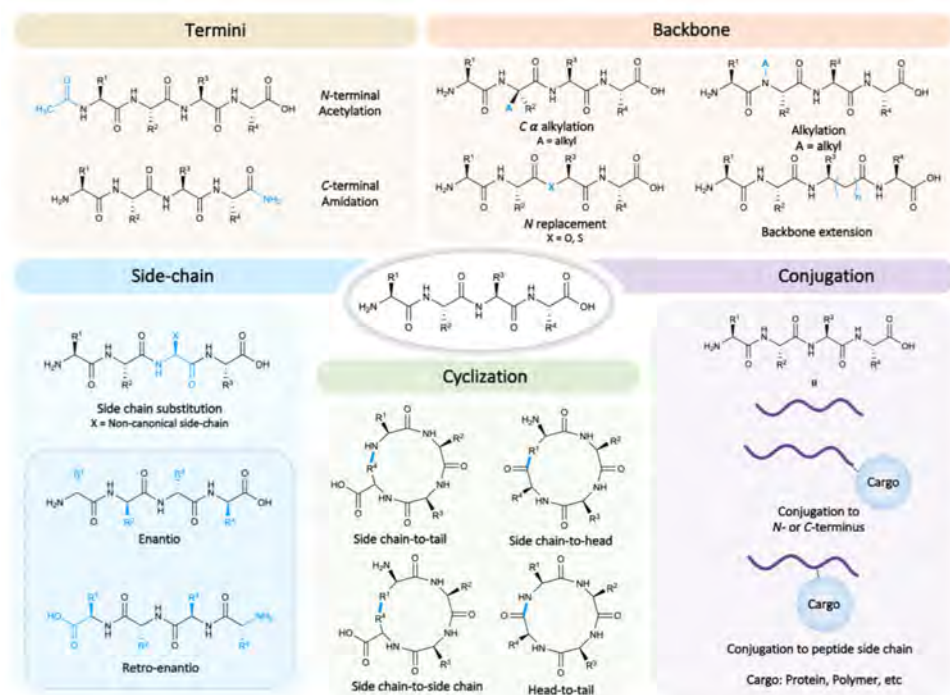 Termini
Backbone
N-terminal
Acetylation
C-terminal
Amidation
C α alkylation
A = alkyl
Alkylation
A = alkyl
N replacement
X = O, S
Backbone extension
Side-chain
Conjugation
Side chain substitution
X = Non-canonical side-chain
Enantio
Retro-enantio
Cyclization
Side chain-to-tail
Side chain-to-head
Side chain-to-side chain
Head-to-tail
Cargo
Conjugation to
N- or C-terminus
Cargo
Conjugation to peptide side chain
Cargo: Protein, Polymer, etc